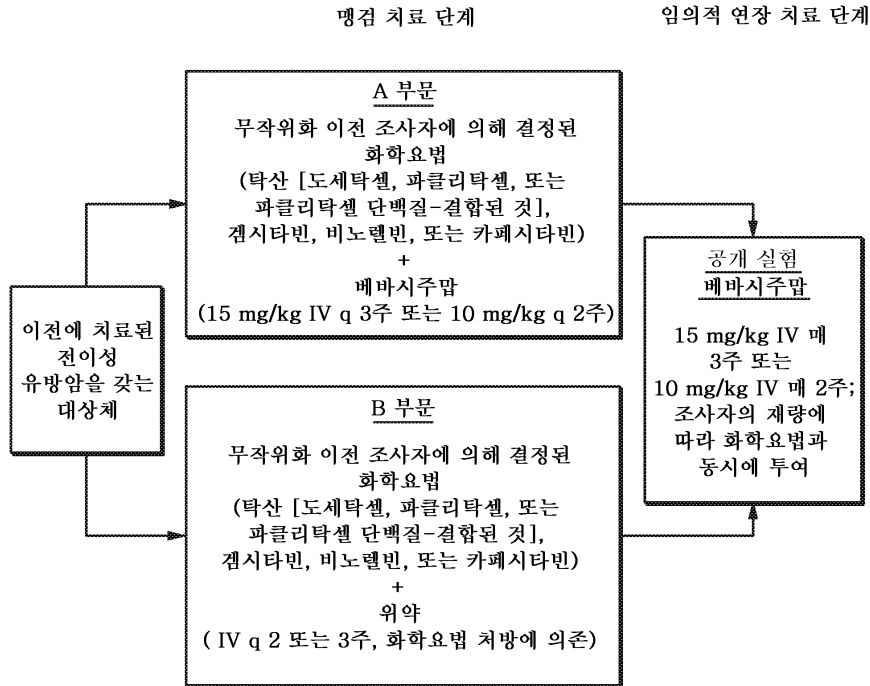 맹검 치료 단계
임의적 연장 치료 단계
이전에 치료된
전이성
유방암을 갖는
대상체
A 부문
무작위화 이전 조사자에 의해 결정된
화학요법
(탁산 [도세탁셀, 파클리탁셀, 또는
파클리탁셀 단백질-결합된 것],
겜시타빈, 비노렐빈, 또는 카페시타빈)
+
베바시주맙
(15 mg/kg IV q 3주 또는 10 mg/kg q 2주)
B 부문
무작위화 이전 조사자에 의해 결정된
화학요법
(탁산 [도세탁셀, 파클리탁셀, 또는
파클리탁셀 단백질-결합된 것],
겜시타빈, 비노렐빈, 또는 카페시타빈)
+
위약
( IV q 2 또는 3주, 화학요법 처방에 의존)
공개 실험
베바시주맙
15 mg/kg IV 매
3주 또는
10 mg/kg IV 매 2주;
조사자의 재량에
따라 화학요법과
동시에 투여